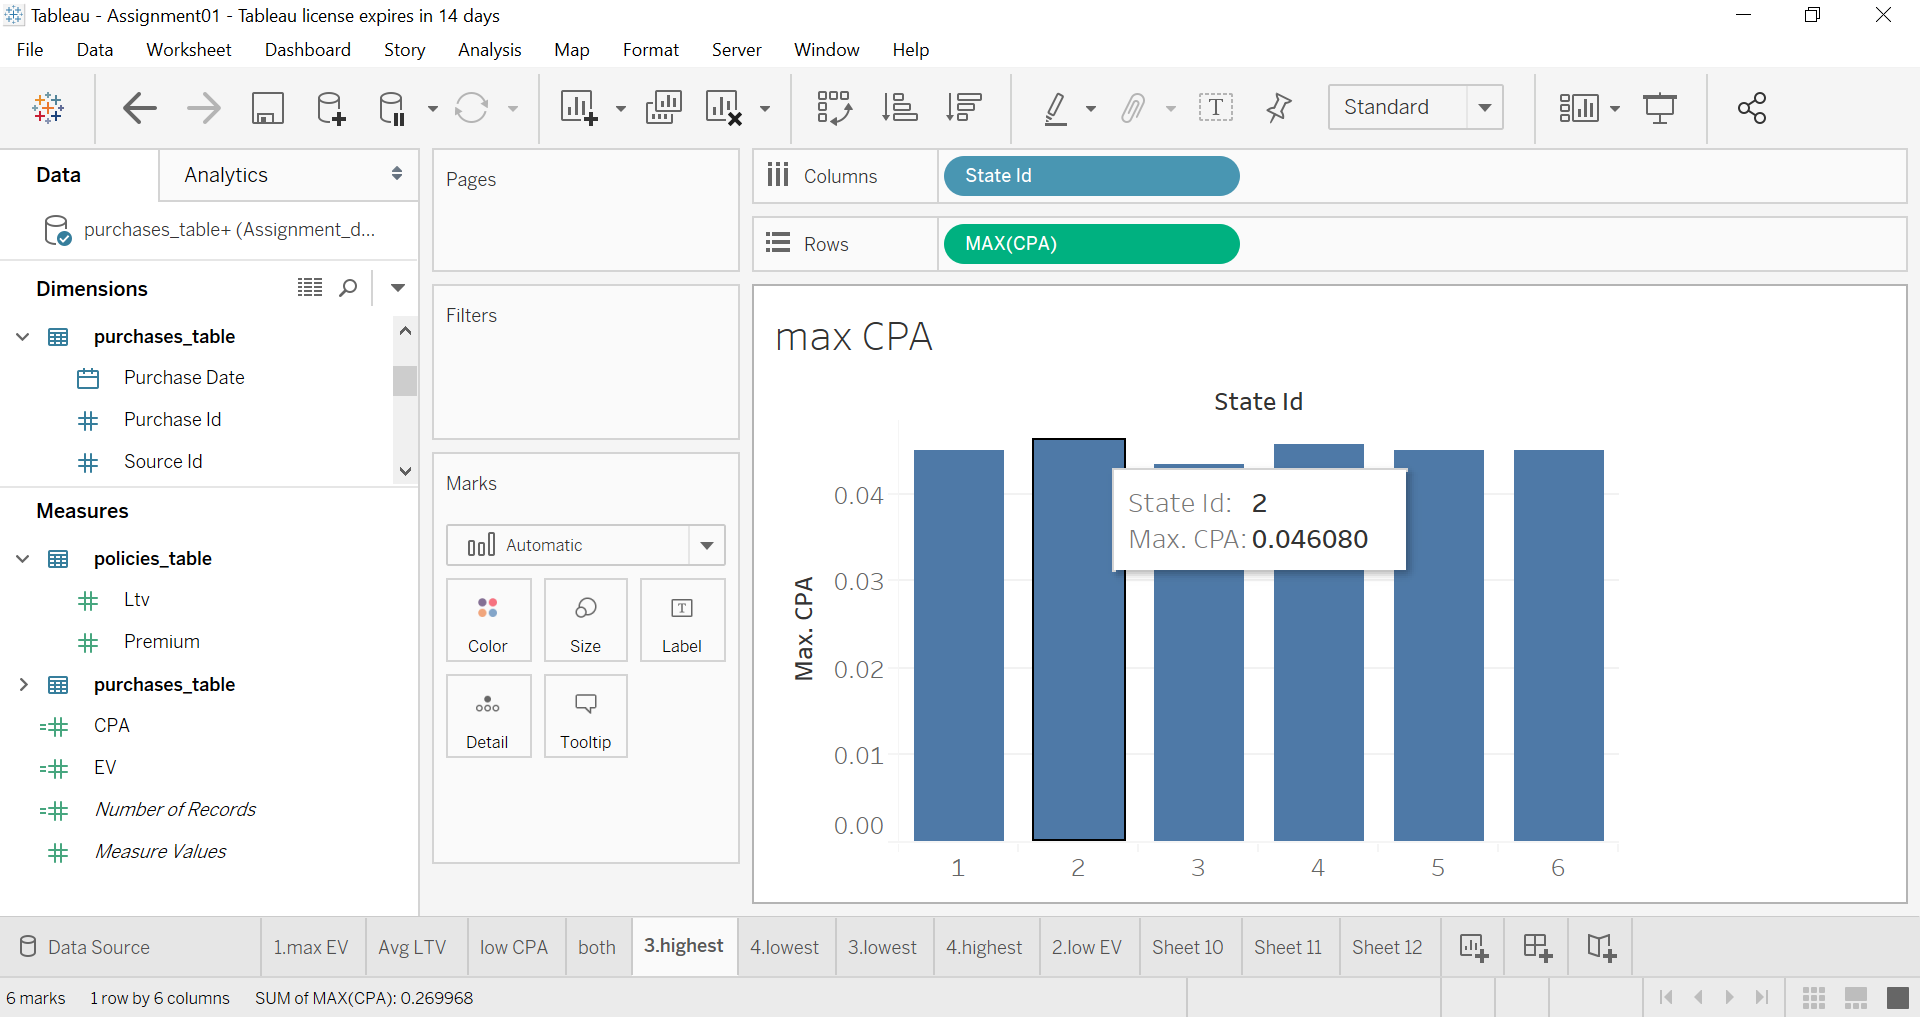 Tableau - Assignment01 - Tableau license expires in 14 days
File Data Worksheet Dashboard Story Analysis Map Format Server Window Help
Standard
Data Analytics
purchases_table+ (Assignment_d...
Dimensions
purchases_table
Purchase Date
Purchase Id
Source Id
Measures
policies_table
Ltv
Premium
purchases_table
CPA
EV
Number of Records
Measure Values
Pages
Filters
Marks
Automatic
Color Size Label
Detail Tooltip
Columns State Id
Rows MAX(CPA)
max CPA
State Id
Max. CPA
0.04
0.03
0.02
0.01
0.00
State Id: 2
Max. CPA: 0.046080
1 2 3 4 5 6
Data Source 1.max EV Avg LTV low CPA both 3.highest 4.lowest 3.lowest 4.highest 2.low EV Sheet 10 Sheet 11 Sheet 12
6 marks 1 row by 6 columns SUM of MAX(CPA): 0.269968